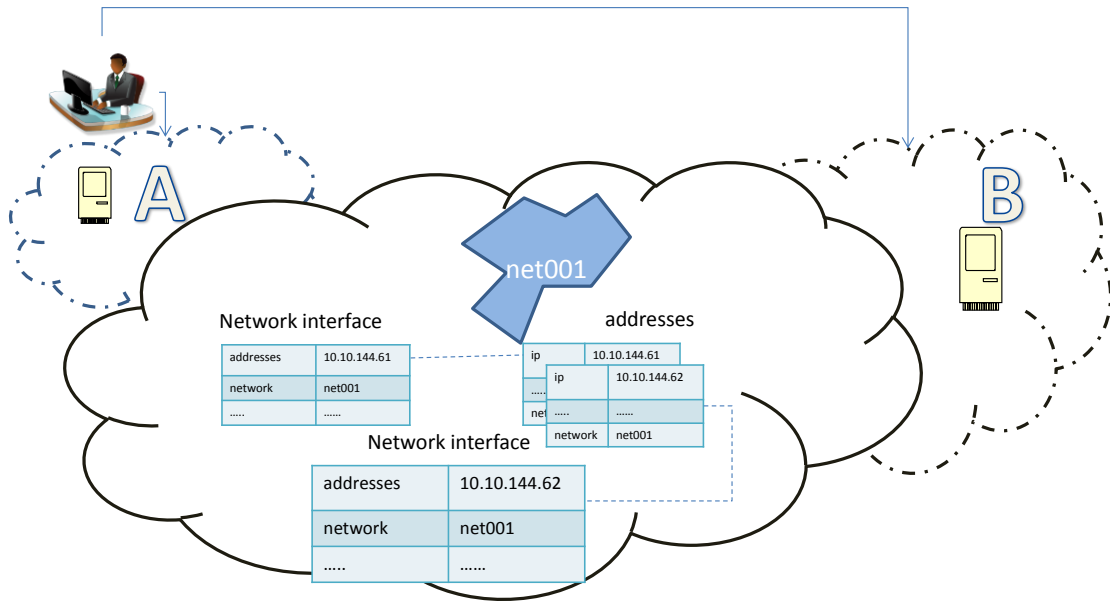 A
B
net001
Network interface
addresses 10.10.144.61
network net001
..... ......
addresses
ip 10.10.144.61
.....
net
ip 10.10.144.62
..... ......
network net001
Network interface
addresses 10.10.144.62
network net001
..... ......